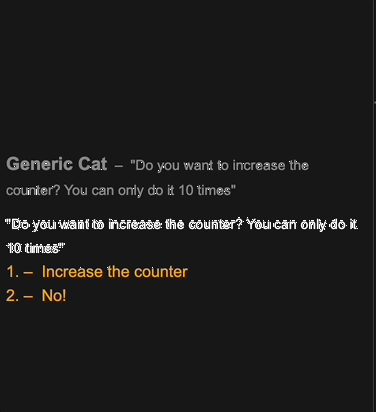 Generic Cat – "Do you want to increase the
counter? You can only do it 10 times"
"Do you want to increase the counter? You can only do it
10 times"
1. – Increase the counter
2. – No!